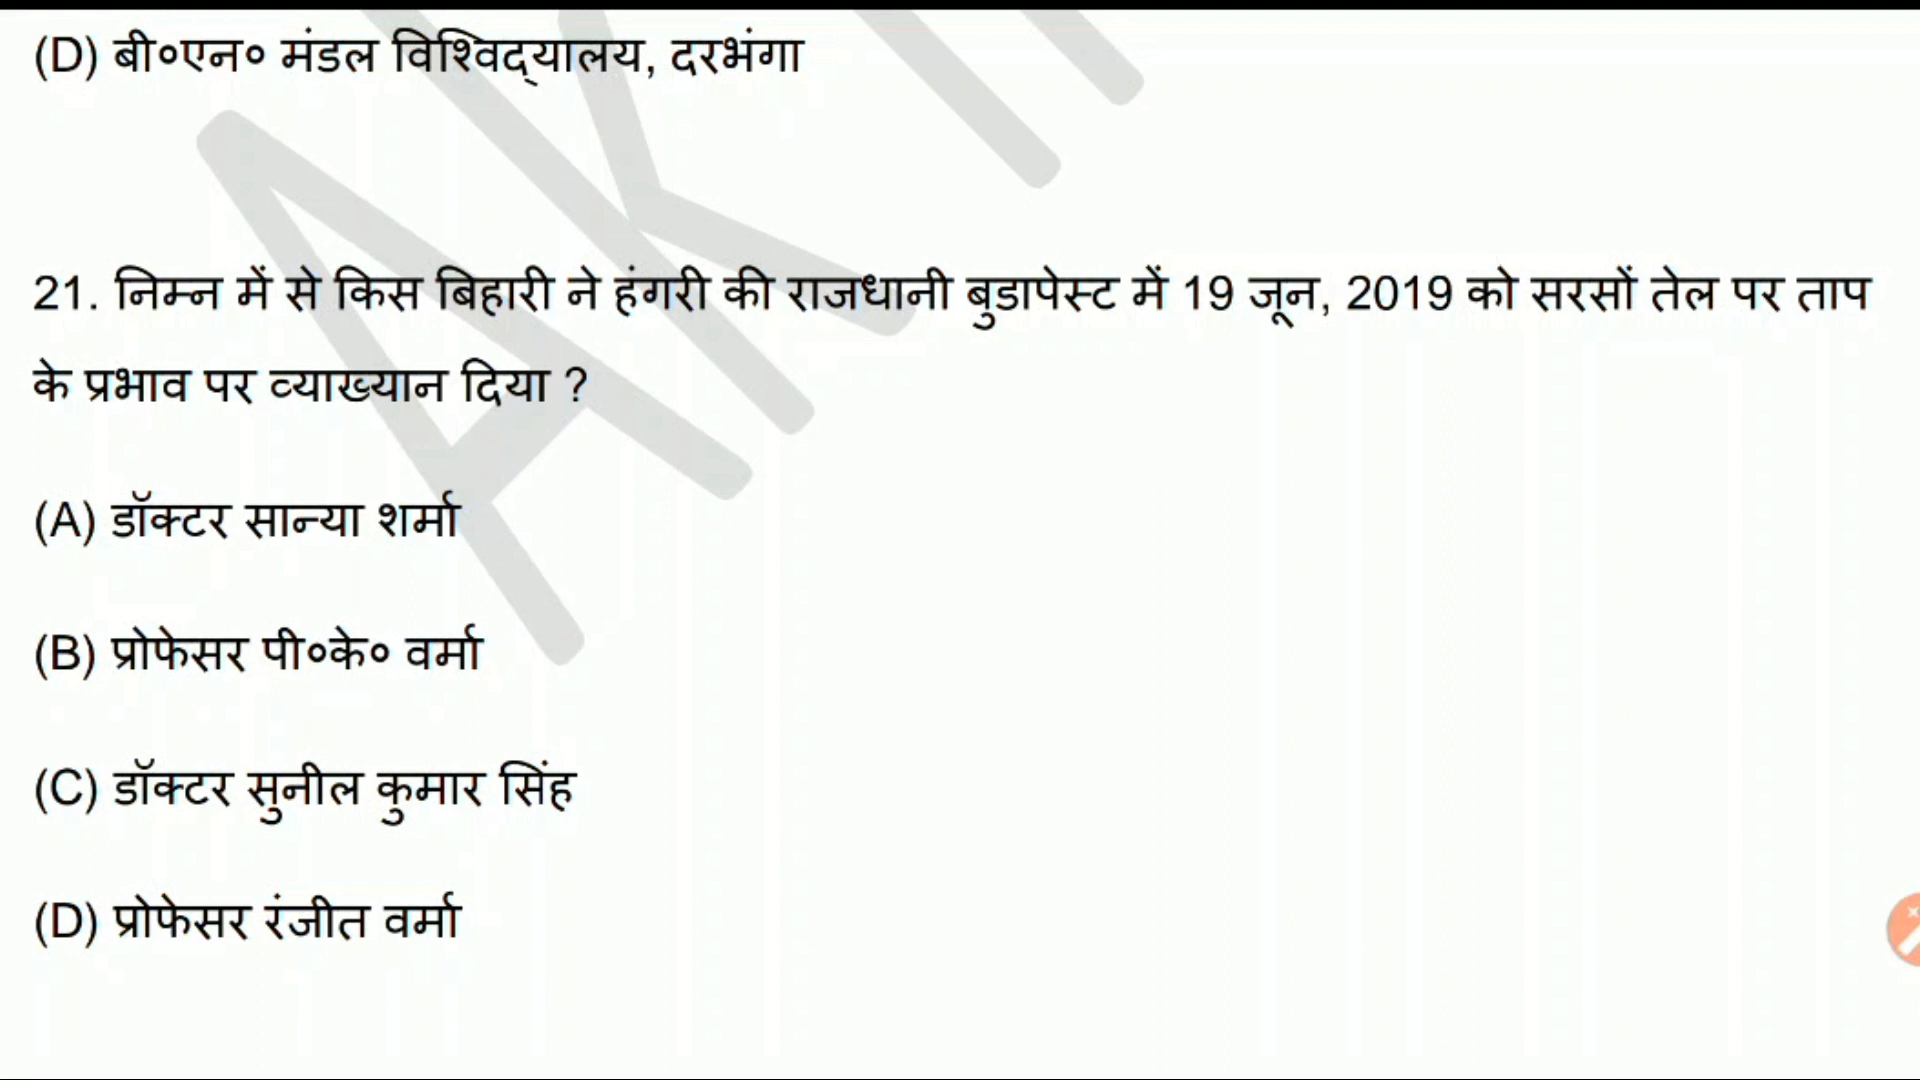 (D) बी०एन० मंडल विश्विद्यालय, दरभंगा
21. निम्न में से किस बिहारी ने हंगरी की राजधानी बुडापेस्ट में 19 जून, 2019 को सरसों तेल पर ताप
के प्रभाव पर व्याख्यान दिया ?
(A) डॉक्टर सान्या शर्मा
(B) प्रोफेसर पी०के० वर्मा
(C) डॉक्टर सुनील कुमार सिंह
(D) प्रोफेसर रंजीत वर्मा